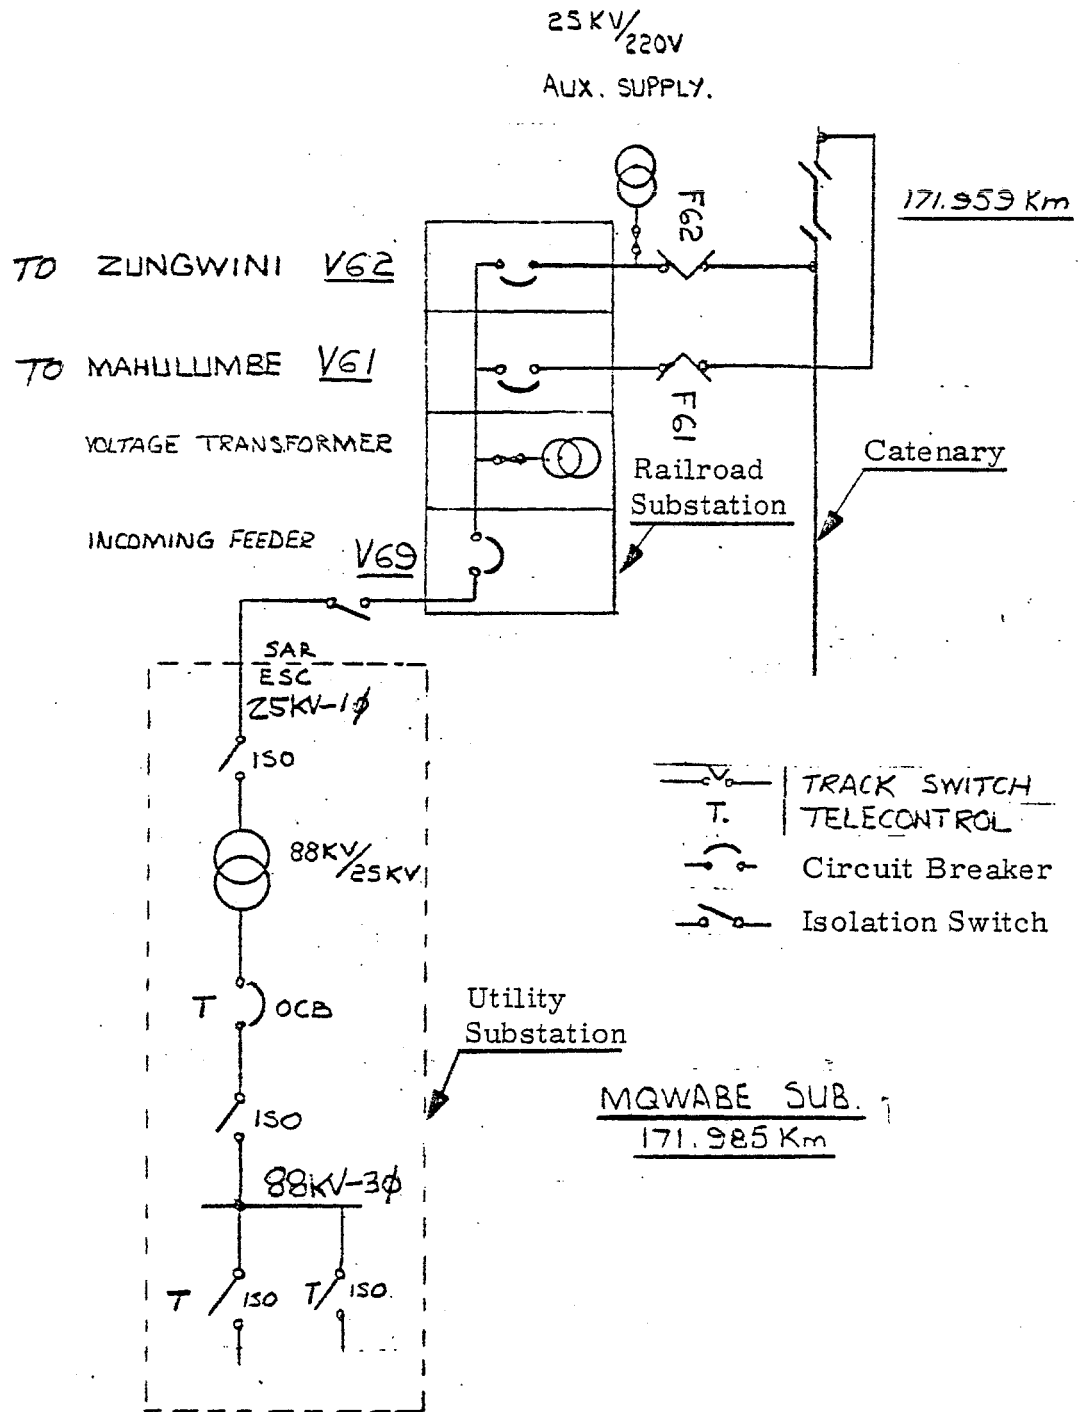 25KV/220V
AUX. SUPPLY.
F62
171.959 Km
TO ZUNGWINI V62
TO MAHULUMBE V61
F61
VOLTAGE TRANSFORMER
Catenary
Railroad
Substation
INCOMING FEEDER
V69
SAR
ESC
25KV-1ø
ISO
TRACK SWITCH
T. TELECONTROL
88KV/25KV
Circuit Breaker
Isolation Switch
T OCB
Utility
Substation
ISO
MQWABE SUB.
171.985 Km
88KV-3ø
T ISO T ISO